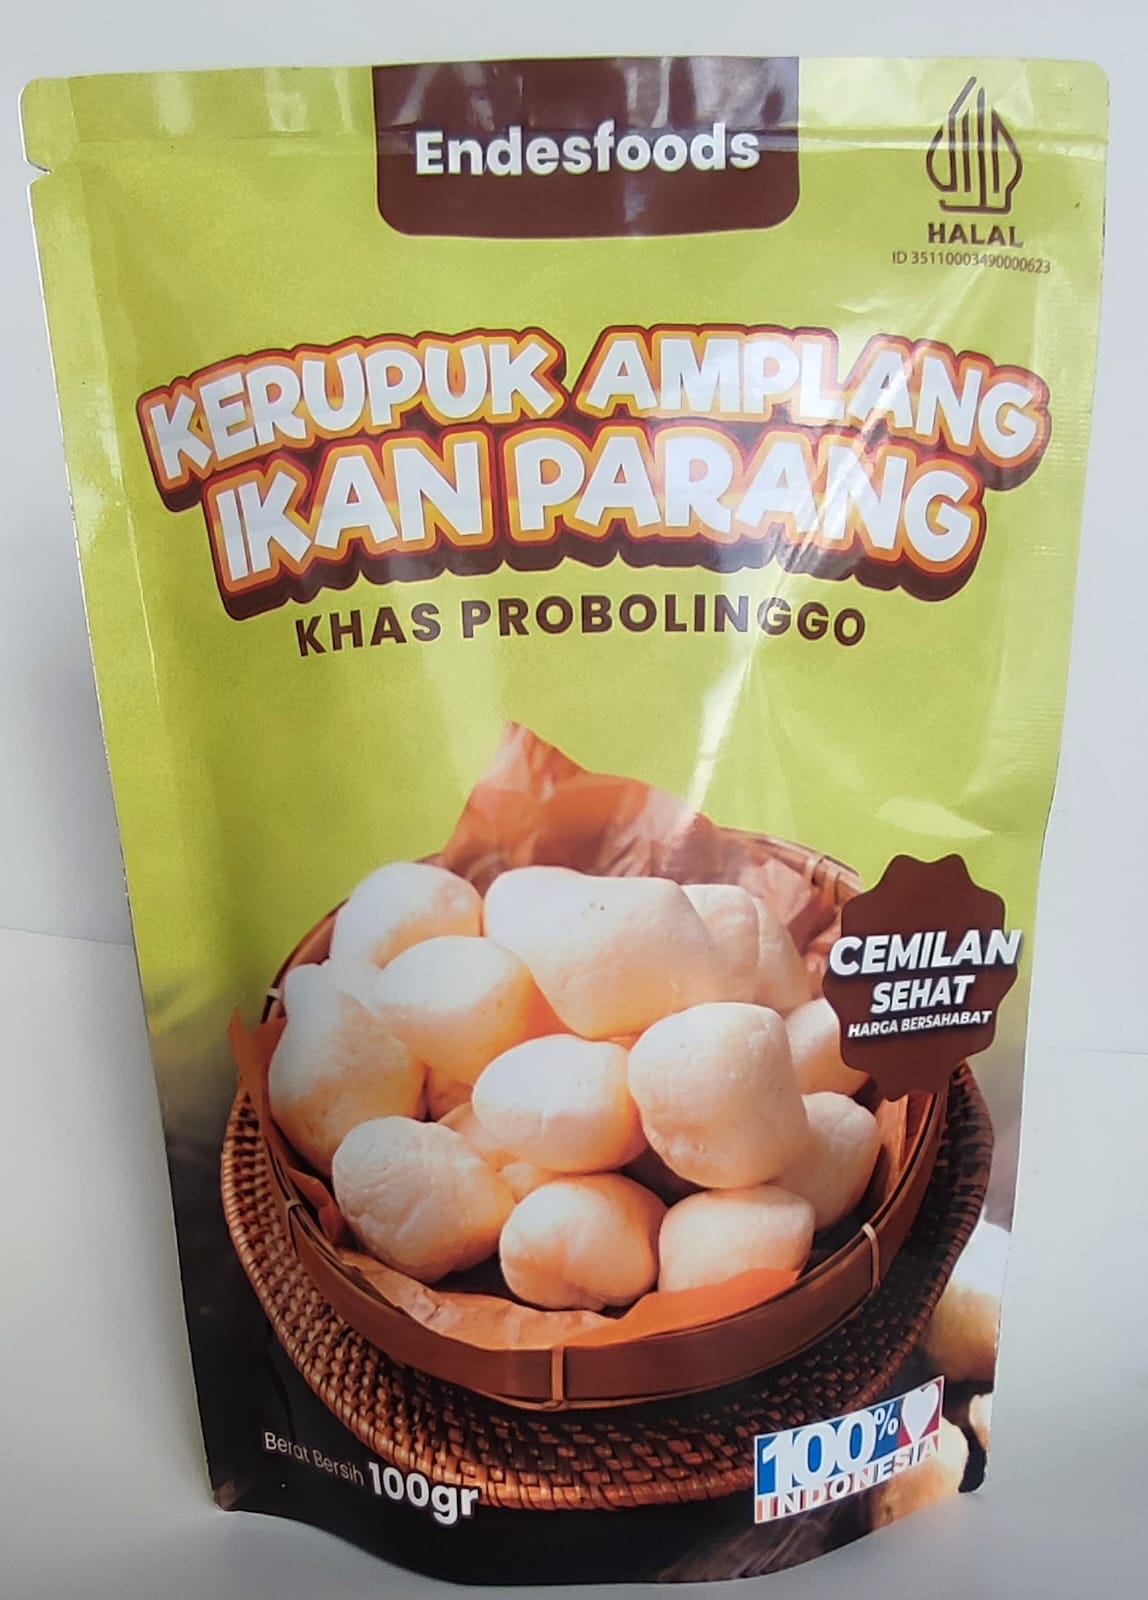 Endesfoods
HALAL
ID 35110003490000623
KERUPUK AMPLANG
IKAN PARANG
KHAS PROBOLINGGO
CEMILAN
SEHAT
HARGA BERSAHABAT
Berat Bersih 100gr
100%
INDONESIA